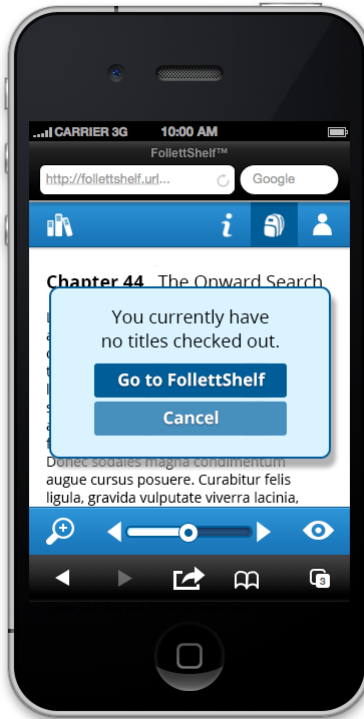 CARRIER 3G 10:00 AM
FollettShelf™
http://follettshelf.url... Google
i
Chapter 44 The Onward Search
You currently have
no titles checked out.
Go to FollettShelf
Cancel
Donec sodales magna condimentum
augue cursus posuere. Curabitur felis
ligula, gravida vulputate viverra lacinia,
3